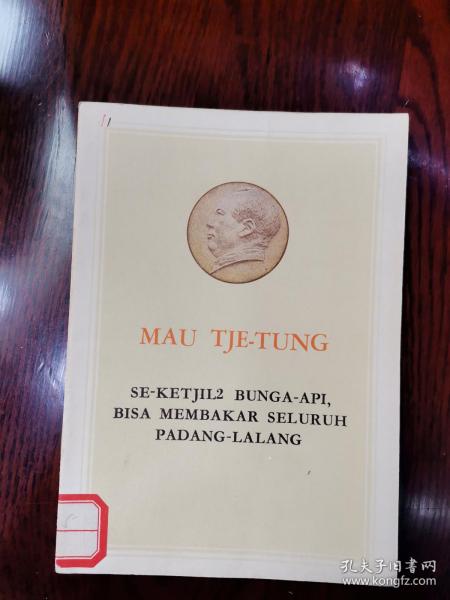 81
MAU TJE-TUNG
SE-KETJIL2 BUNGA-API,
BISA MEMBAKAR SELURUH
PADANG-LALANG
孔夫子旧书网
www.kongfz.com